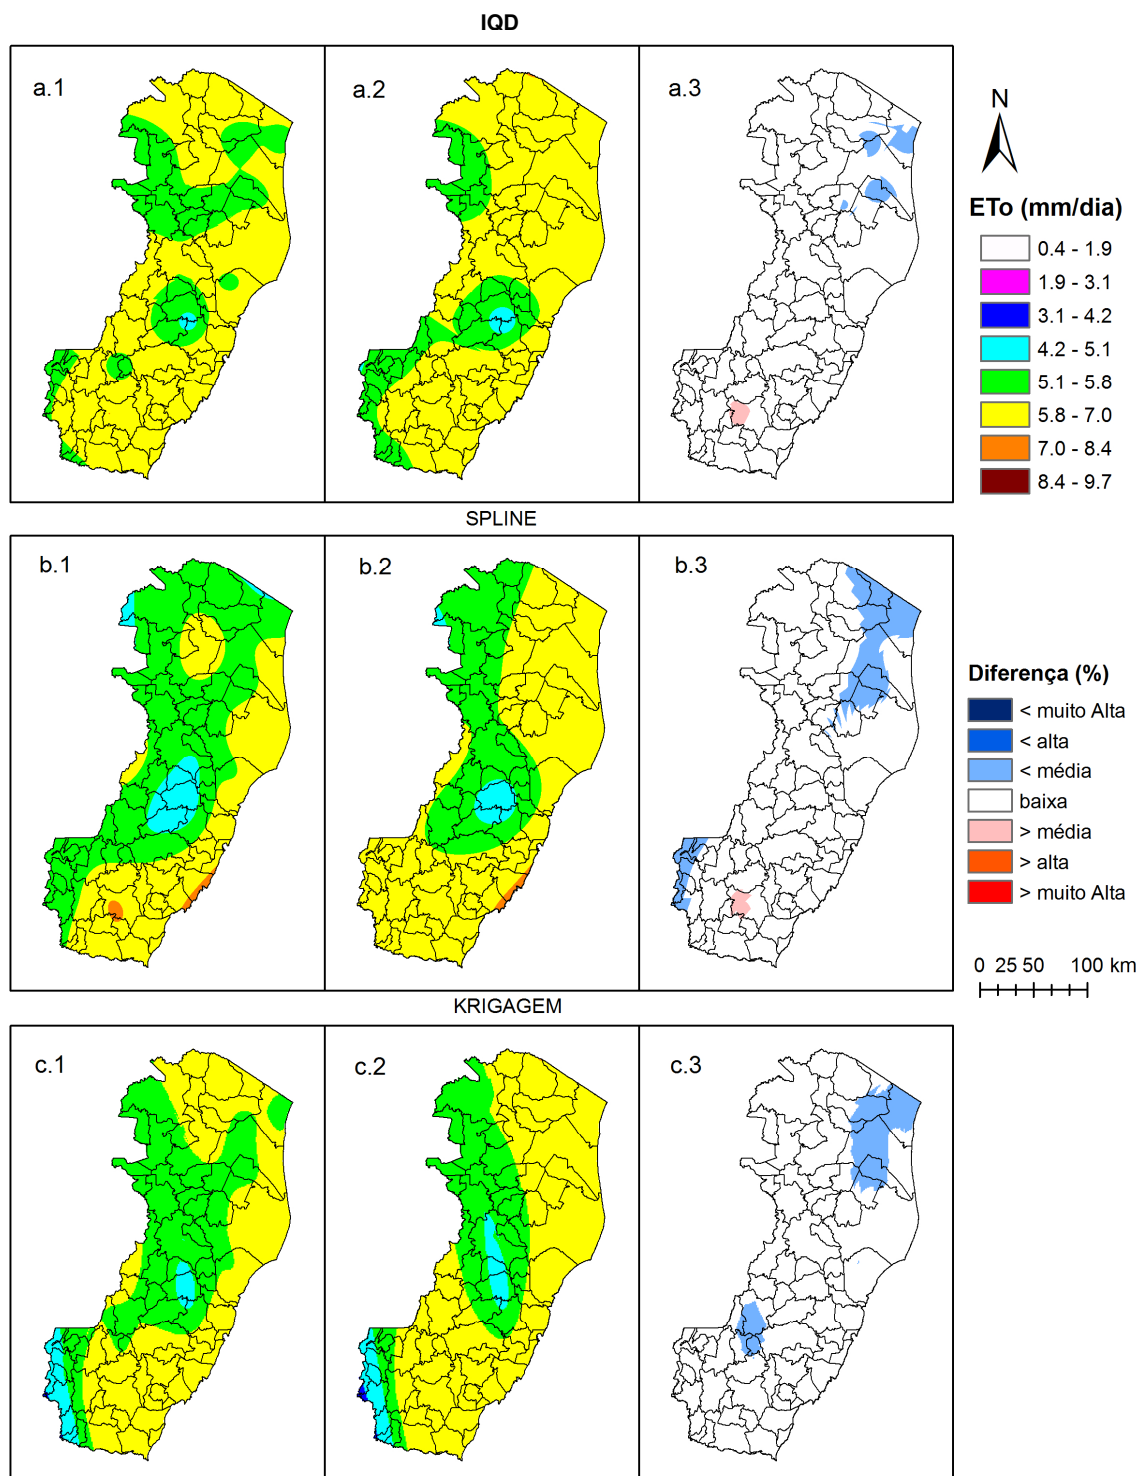 IQD
a.1
a.2
a.3
N
ETo (mm/dia)
0.4 - 1.9
1.9 - 3.1
3.1 - 4.2
4.2 - 5.1
5.1 - 5.8
5.8 - 7.0
7.0 - 8.4
8.4 - 9.7
SPLINE
b.1
b.2
b.3
Diferença (%)
< muito Alta
< alta
< média
baixa
> média
> alta
> muito Alta
0 25 50 100 km
KRIGAGEM
c.1
c.2
c.3